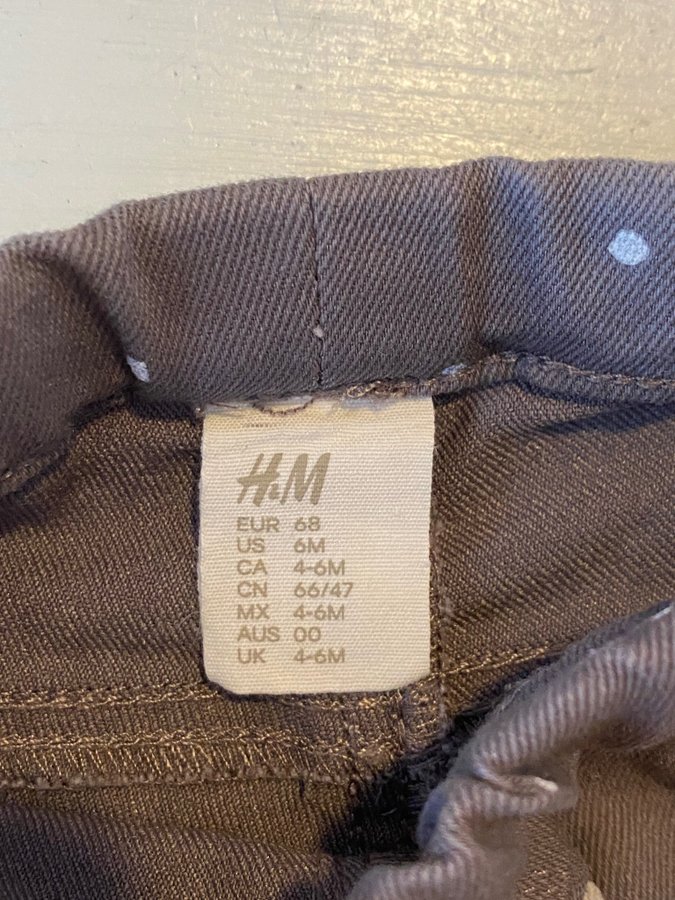 H&M
EUR 68
US 6M
CA 4-6M
CN 66/47
MX 4-6M
AUS 00
UK 4-6M